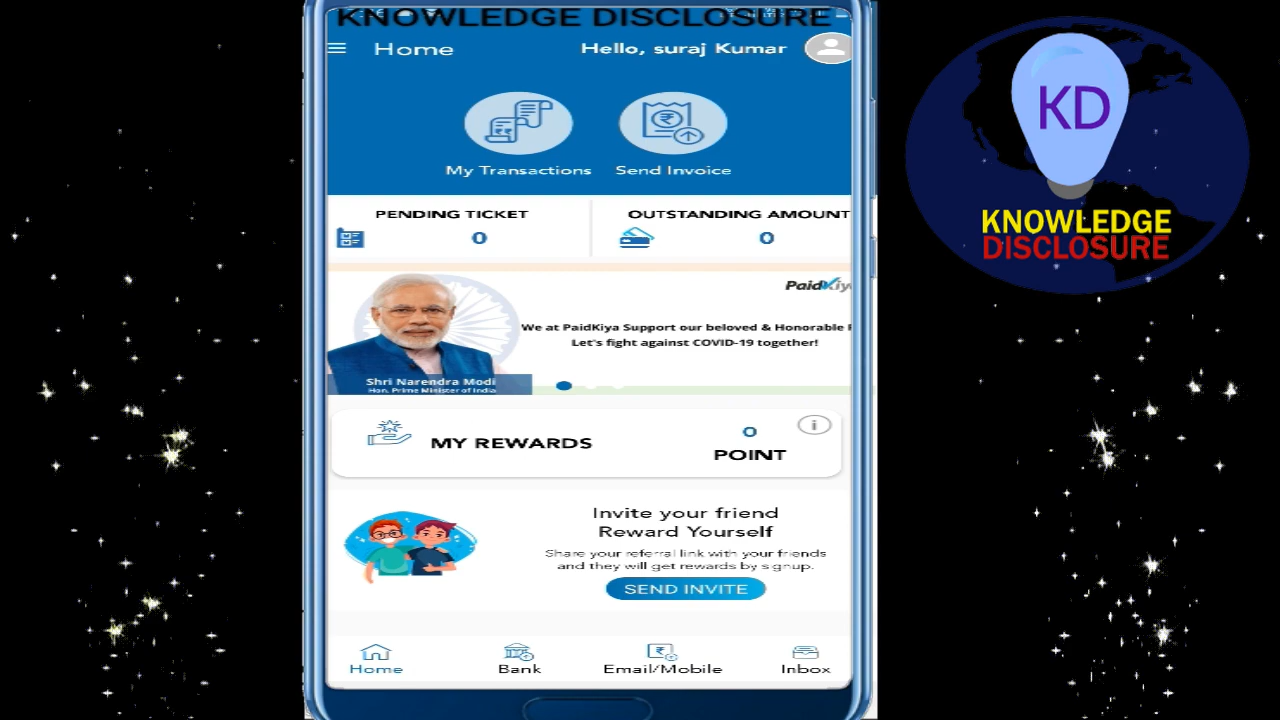 KNOWLEDGE DISCLOSURE
Home
Hello, suraj Kumar
My Transactions
Send Invoice
PENDING TICKET
0
OUTSTANDING AMOUNT
0
PaidKiy
We at PaidKiya Support our beloved & Honorable
Let's fight against COVID-19 together!
Shri Narendra Modi
Hon. Prime Minister of India
MY REWARDS
0
POINT
i
Invite your friend
Reward Yourself
Share your referral link with your friends
and they will get rewards by signup.
SEND INVITE
Home
Bank
Email/Mobile
Inbox
KD
KNOWLEDGE
DISCLOSURE